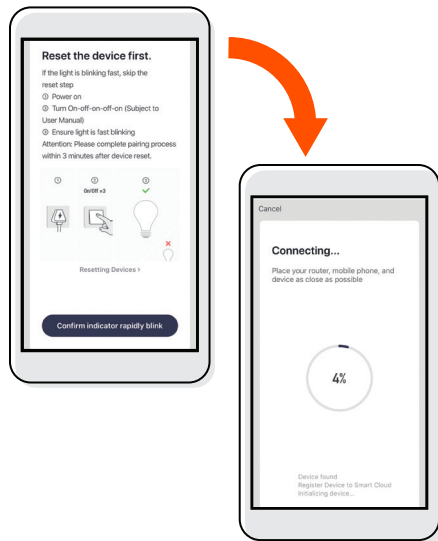 Reset the device first.
If the light is blinking fast, skip the
reset step
① Power on
② Turn On-off-on-off-on (Subject to
User Manual)
③ Ensure light is fast blinking
Attention: Please complete pairing process
within 3 minutes after device reset.
① ② ③
On/Off ×3
Resetting Devices >
Confirm indicator rapidly blink
Cancel
Connecting...
Place your router, mobile phone, and
device as close as possible
4%
Device found
Register Device to Smart Cloud
Initializing device...